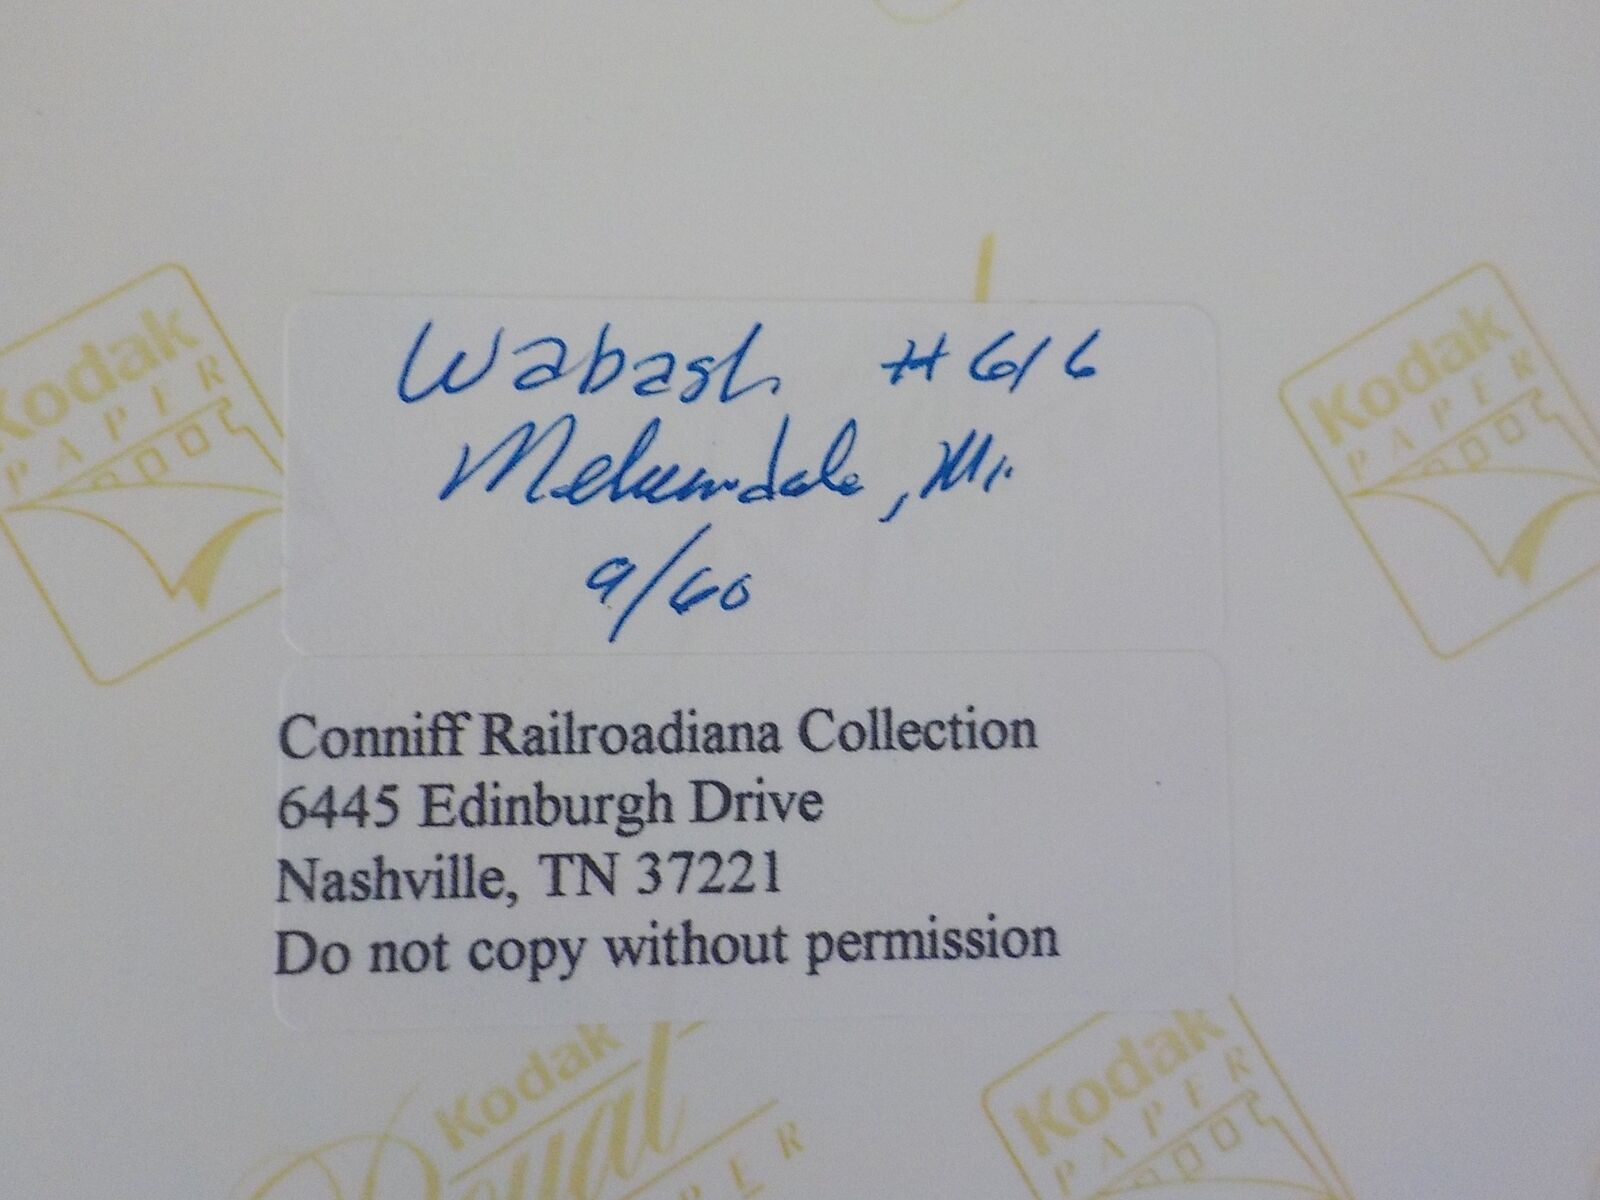 Kodak
PAPER
Kodak
PAPER
Wabash #616
Melvindale, Mi.
9/60
Conniff Railroadiana Collection
6445 Edinburgh Drive
Nashville, TN 37221
Do not copy without permission
Kodak
Royal
Kodak
PAPER